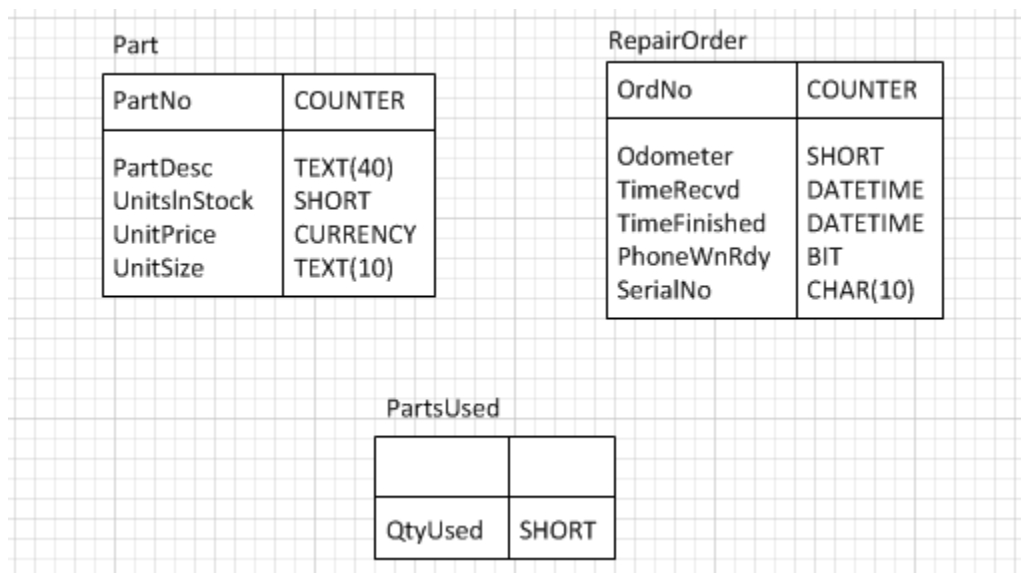 Part
PartNo COUNTER
PartDesc TEXT(40)
UnitsInStock SHORT
UnitPrice CURRENCY
UnitSize TEXT(10)
RepairOrder
OrdNo COUNTER
Odometer SHORT
TimeRecvd DATETIME
TimeFinished DATETIME
PhoneWnRdy BIT
SerialNo CHAR(10)
PartsUsed
QtyUsed SHORT